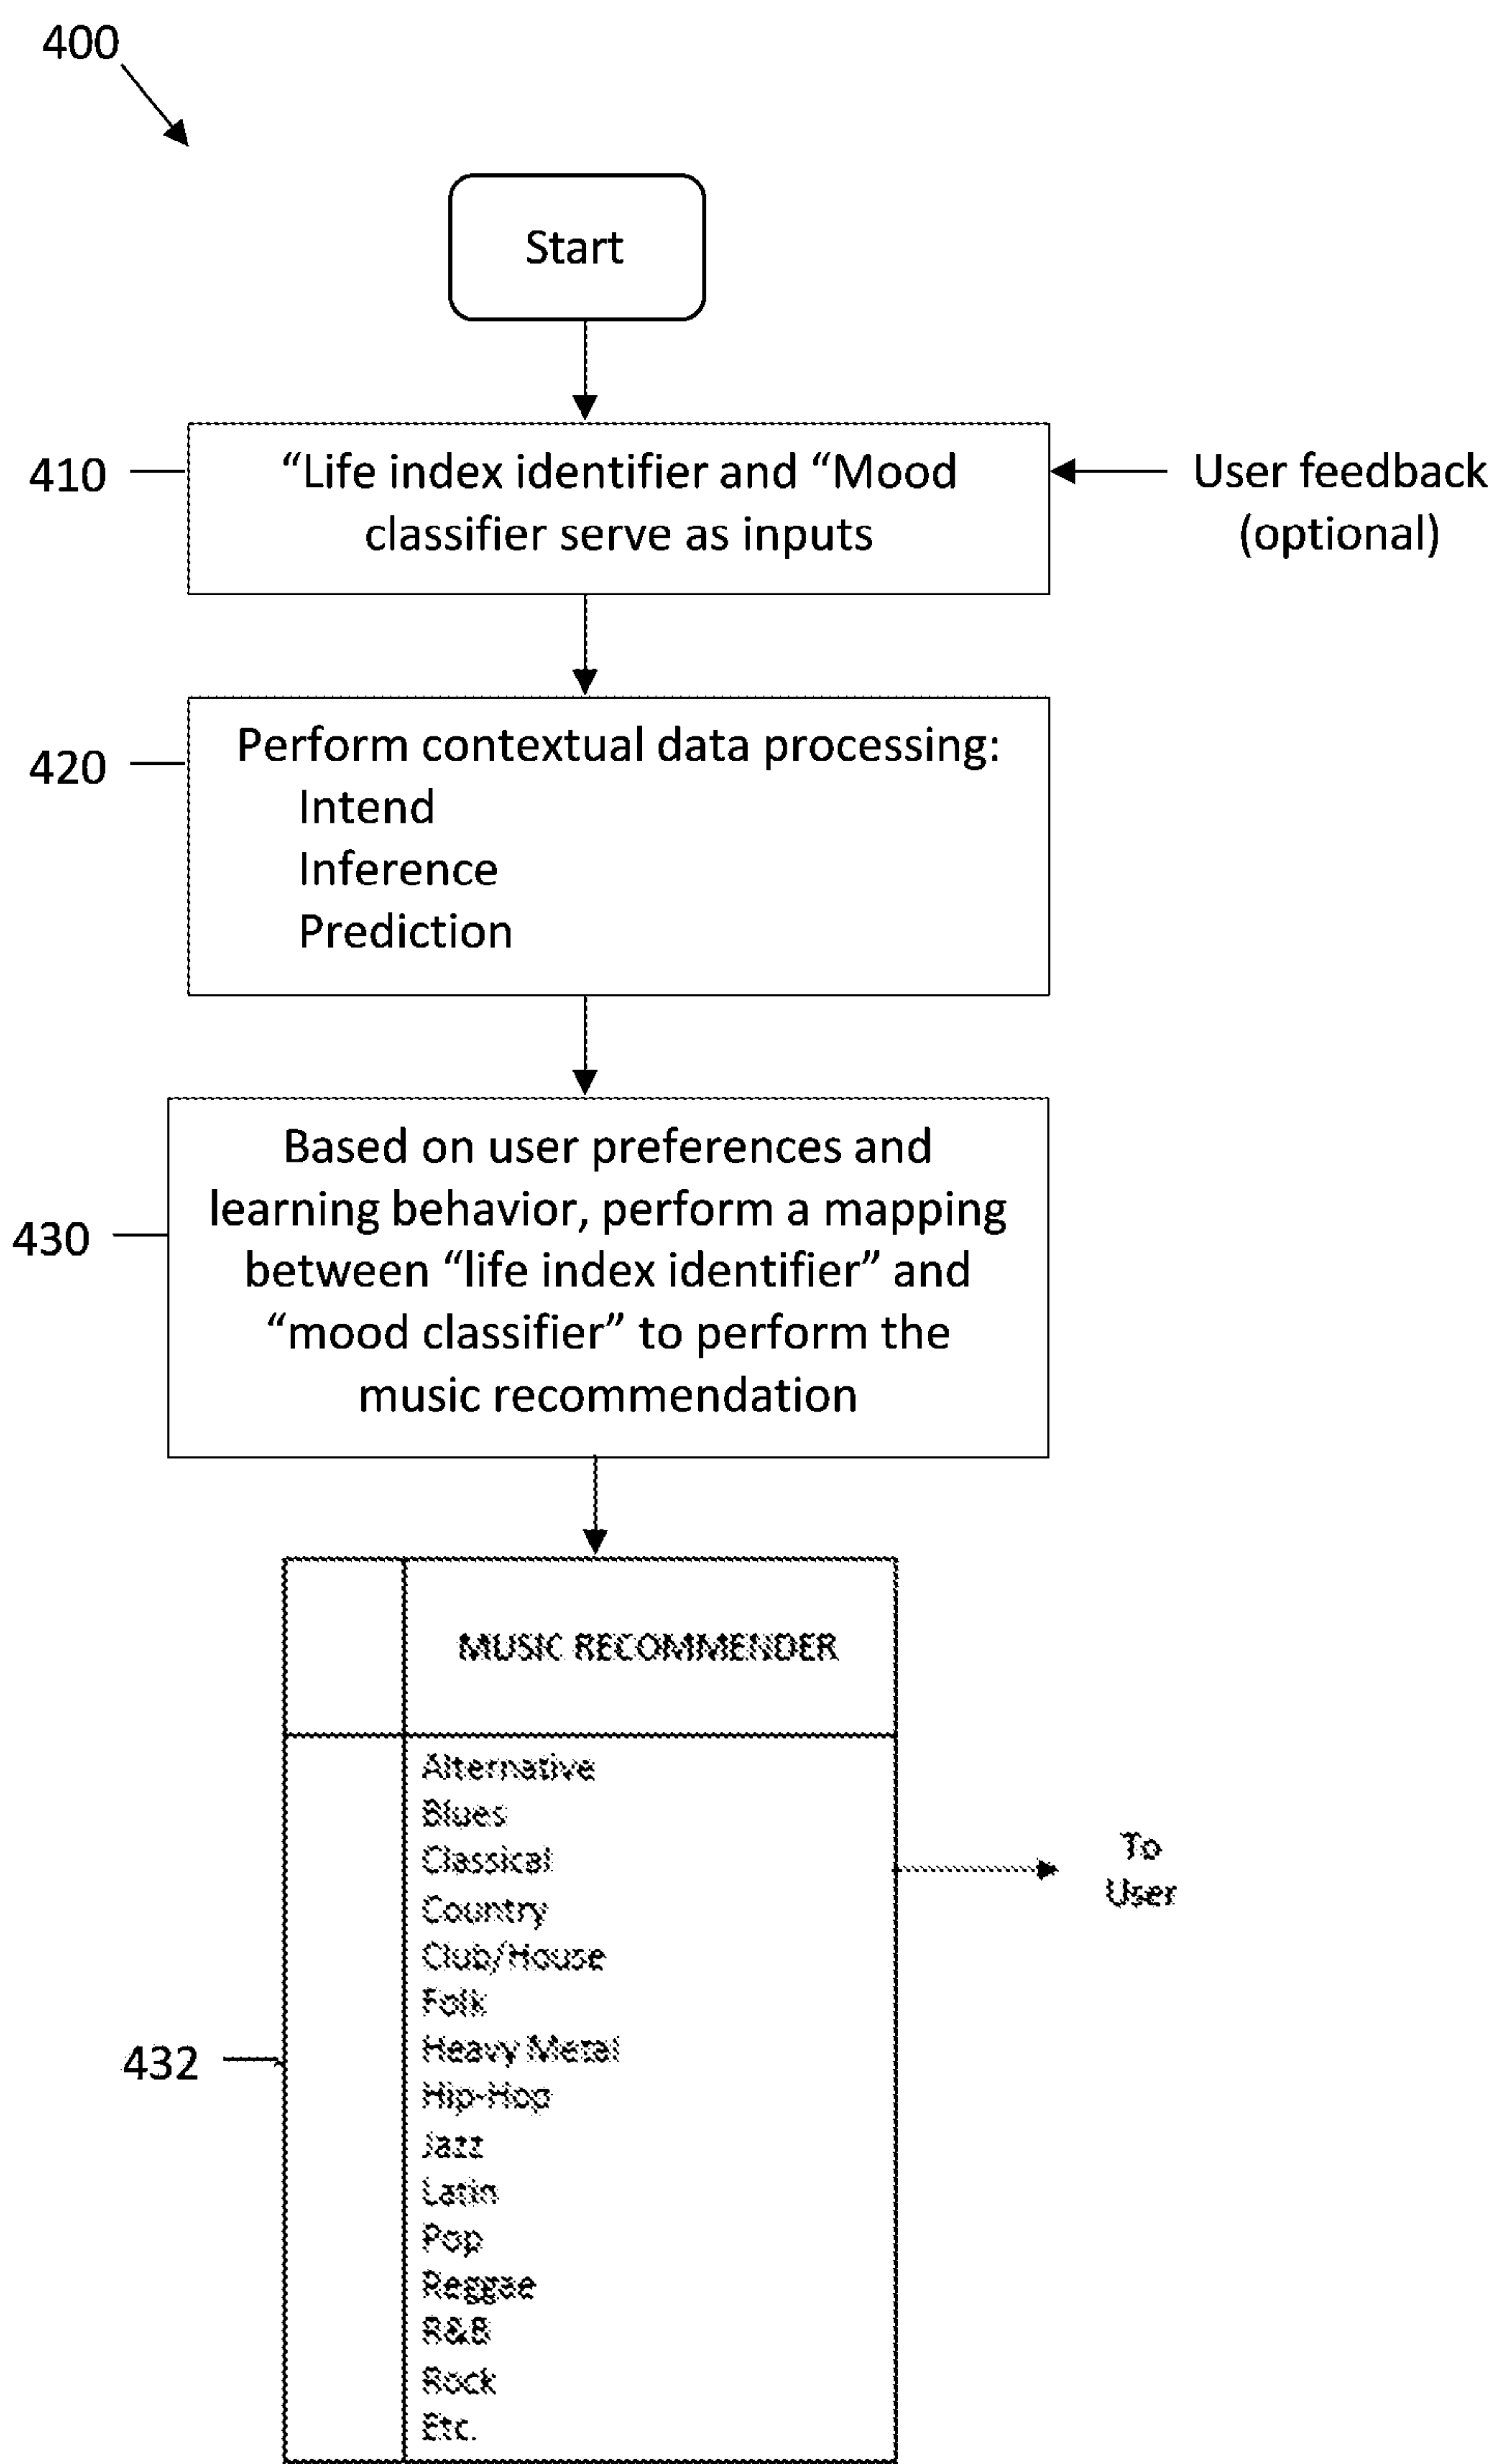 400
Start
410
“Life index identifier and “Mood
classifier serve as inputs
User feedback
(optional)
420
Perform contextual data processing:
Intend
Inference
Prediction
430
Based on user preferences and
learning behavior, perform a mapping
between “life index identifier” and
“mood classifier” to perform the
music recommendation
MUSIC RECOMMENDER
Alternative
Blues
Classical
Country
Club/House
Folk
Heavy Metal
Hip-Hop
Jazz
Latin
Pop
Reggae
R&B
Rock
Etc.
432
To
User